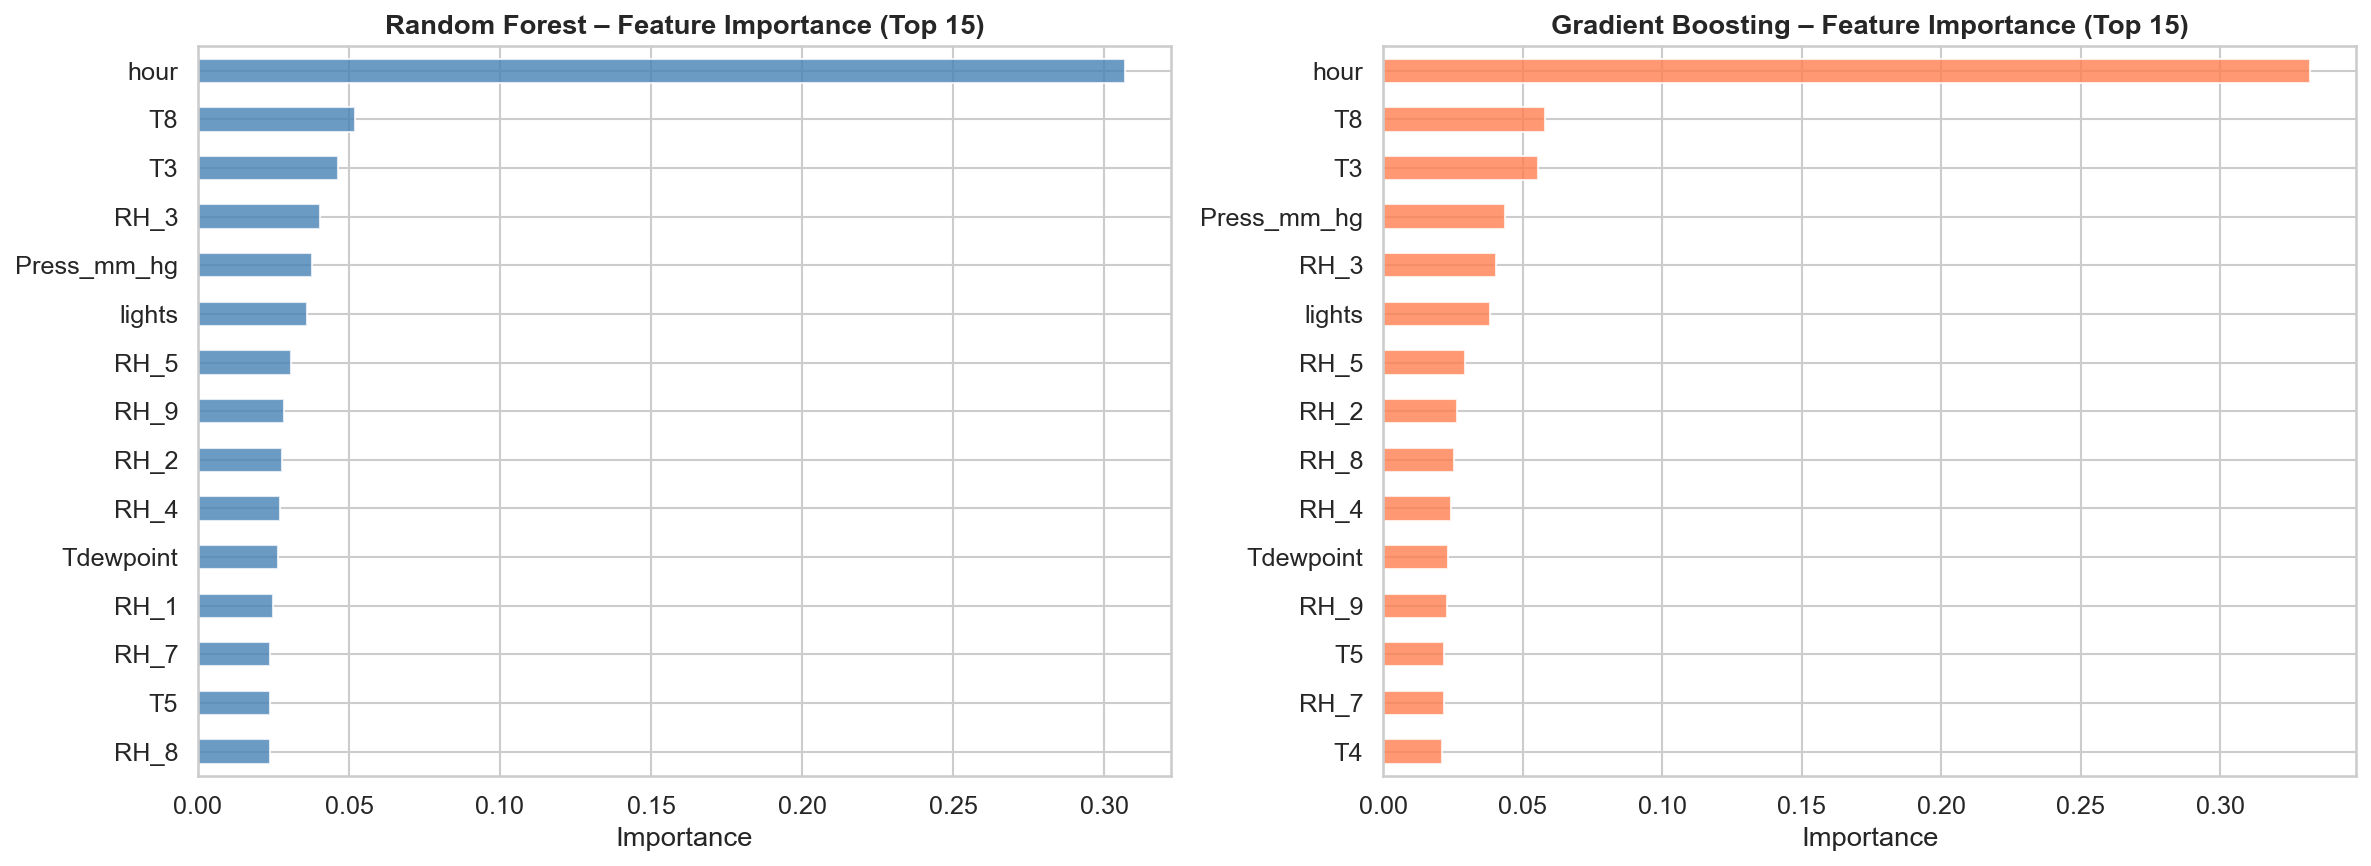 Random Forest – Feature Importance (Top 15)
hour
T8
T3
RH_3
Press_mm_hg
lights
RH_5
RH_9
RH_2
RH_4
Tdewpoint
RH_1
RH_7
T5
RH_8
0.00 0.05 0.10 0.15 0.20 0.25 0.30
Importance
Gradient Boosting – Feature Importance (Top 15)
hour
T8
T3
Press_mm_hg
RH_3
lights
RH_5
RH_2
RH_8
RH_4
Tdewpoint
RH_9
T5
RH_7
T4
0.00 0.05 0.10 0.15 0.20 0.25 0.30
Importance